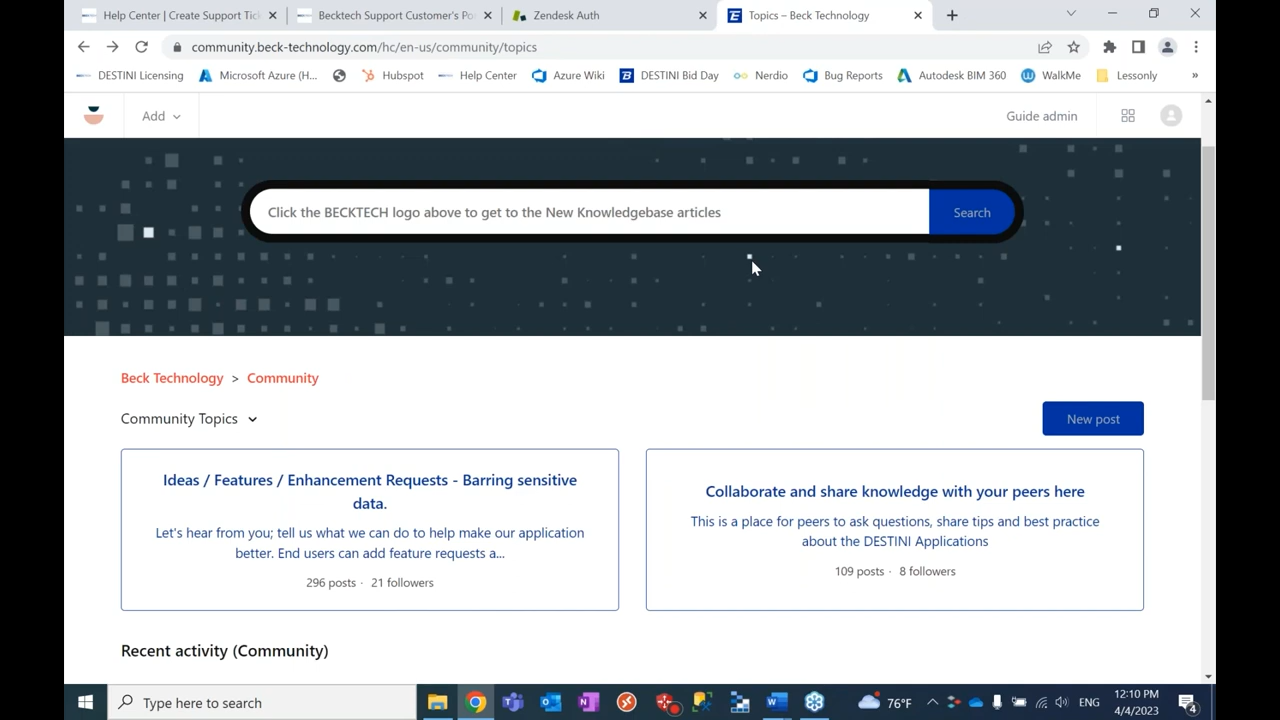 Help Center | Create Support Tick
Becktech Support Customer's Po
Zendesk Auth
Topics – Beck Technology
community.beck-technology.com/hc/en-us/community/topics
DESTINI Licensing
Microsoft Azure (H...
Hubspot
Help Center
Azure Wiki
DESTINI Bid Day
Nerdio
Bug Reports
Autodesk BIM 360
WalkMe
Lessonly
»
Add
Guide admin
Click the BECKTECH logo above to get to the New Knowledgebase articles
Search
Beck Technology > Community
Community Topics
New post
Ideas / Features / Enhancement Requests - Barring sensitive
data.
Let's hear from you; tell us what we can do to help make our application
better. End users can add feature requests a...
296 posts · 21 followers
Collaborate and share knowledge with your peers here
This is a place for peers to ask questions, share tips and best practice
about the DESTINI Applications
109 posts · 8 followers
Recent activity (Community)
Type here to search
76°F
ENG
12:10 PM
4/4/2023
4